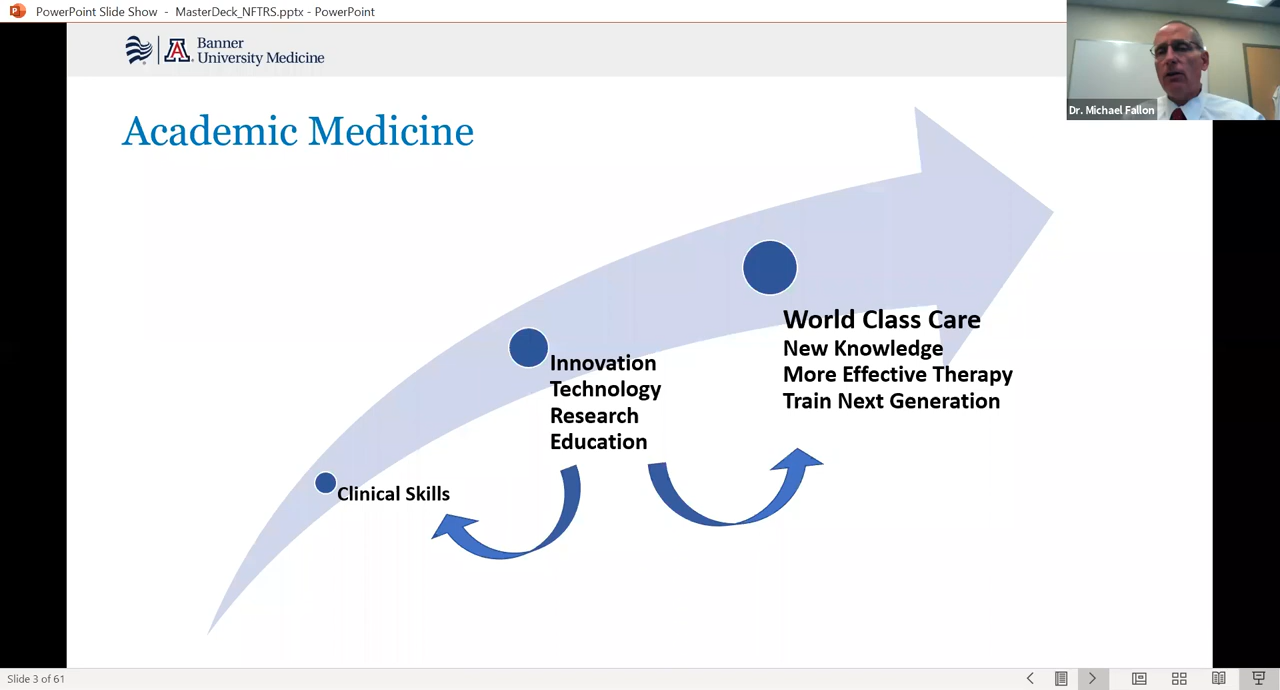 PowerPoint Slide Show - MasterDeck_NFTRS.pptx - PowerPoint
Banner
University Medicine
A
Dr. Michael Fallon
Academic Medicine
World Class Care
New Knowledge
More Effective Therapy
Train Next Generation
Innovation
Technology
Research
Education
Clinical Skills
Slide 3 of 61